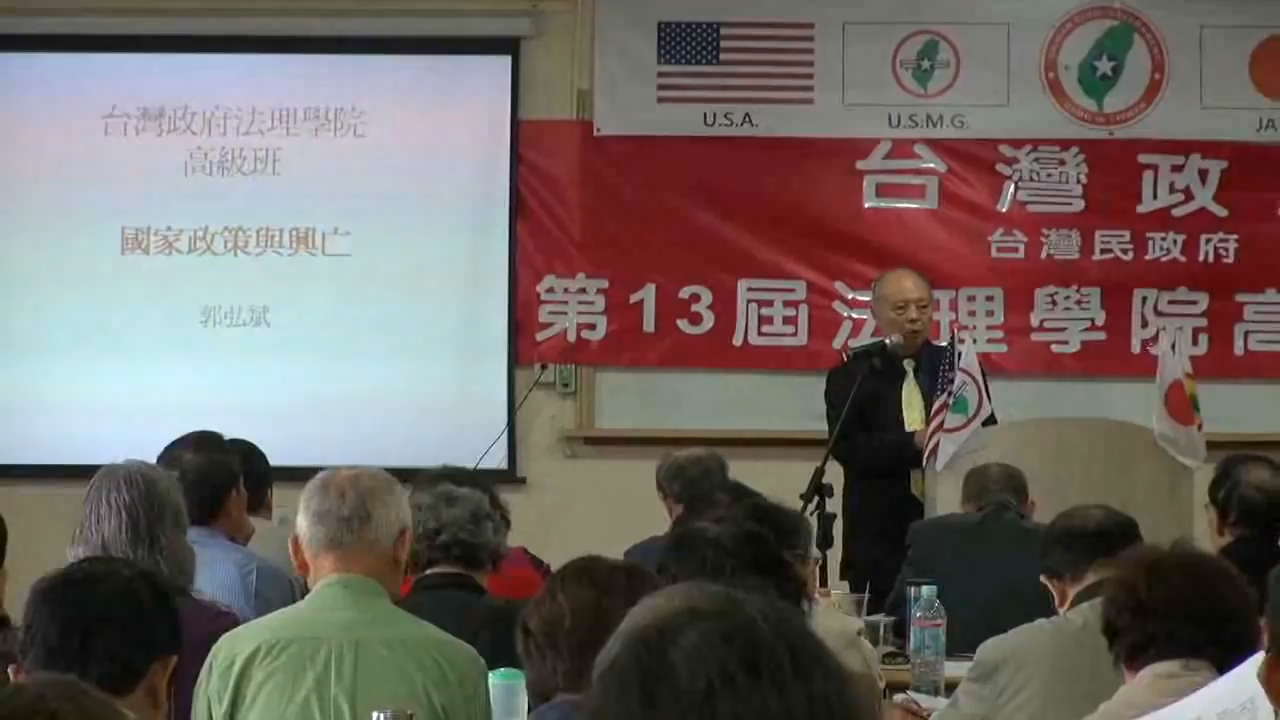 台灣政府法理學院
高級班
國家政策與興亡
郭弘斌
U.S.A.
U.S.M.G.
JA
台灣政
台灣民政府
第13屆法理學院高